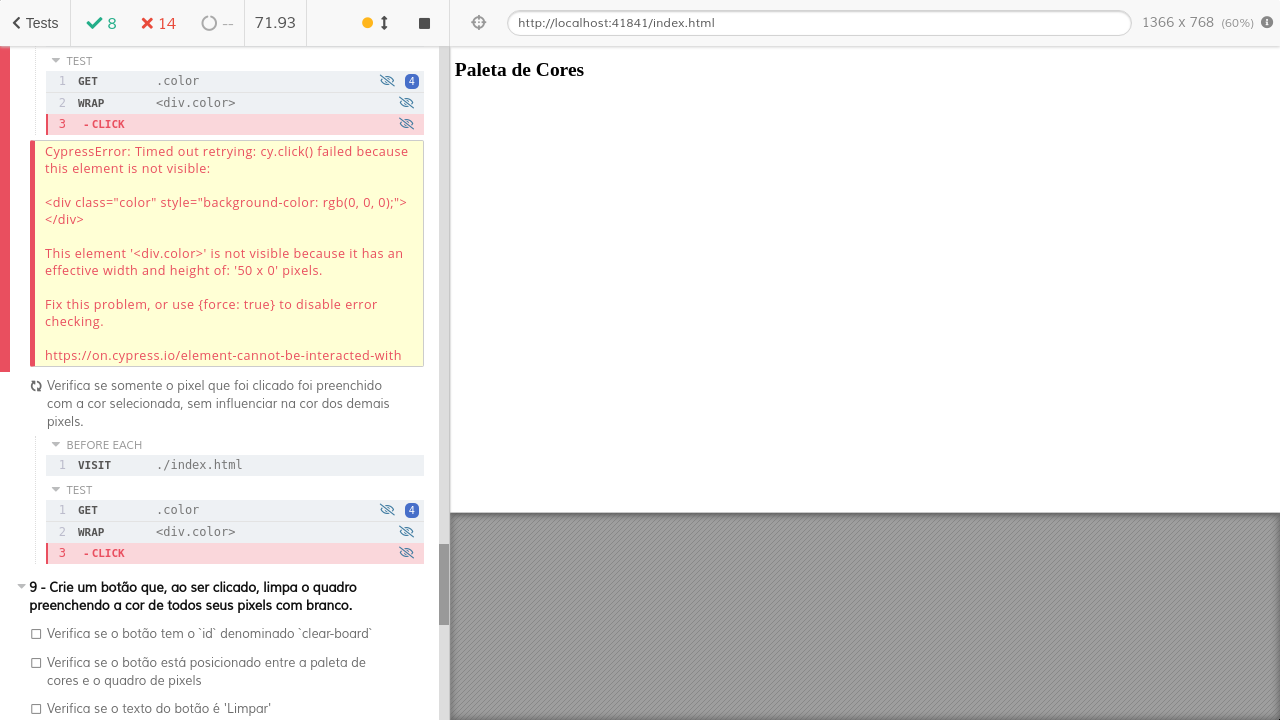 Tests
8
14
--
71.93
http://localhost:41841/index.html
1366 x 768 (60%)
TEST
1 GET .color 4
2 WRAP <div.color>
3 - CLICK
CypressError: Timed out retrying: cy.click() failed because
this element is not visible:
<div class="color" style="background-color: rgb(0, 0, 0);">
</div>
This element '<div.color>' is not visible because it has an
effective width and height of: '50 x 0' pixels.
Fix this problem, or use {force: true} to disable error
checking.
https://on.cypress.io/element-cannot-be-interacted-with
Verifica se somente o pixel que foi clicado foi preenchido
com a cor selecionada, sem influenciar na cor dos demais
pixels.
BEFORE EACH
1 VISIT ./index.html
TEST
1 GET .color 4
2 WRAP <div.color>
3 - CLICK
9 - Crie um botão que, ao ser clicado, limpa o quadro
preenchendo a cor de todos seus pixels com branco.
Verifica se o botão tem o `id` denominado `clear-board`
Verifica se o botão está posicionado entre a paleta de
cores e o quadro de pixels
Verifica se o texto do botão é 'Limpar'
Paleta de Cores